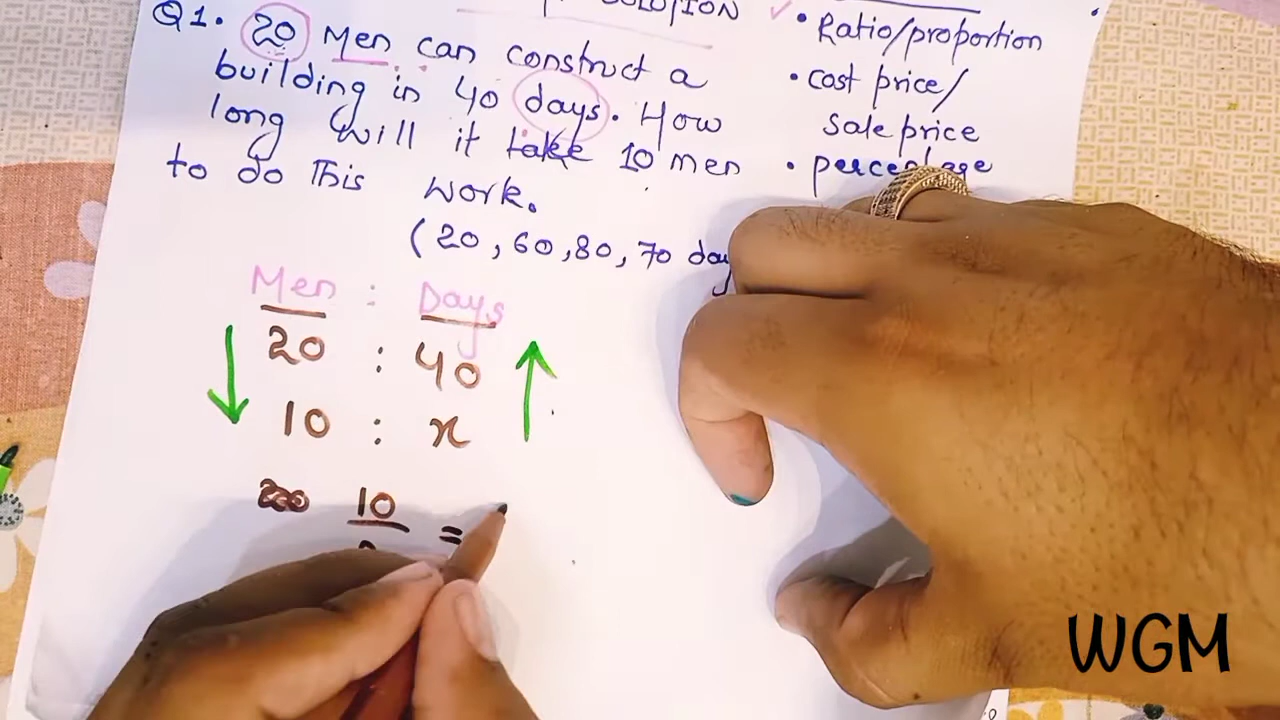 SOLUTION
Q1. 20 Men can construct a
building in 40 days. How
long will it take 10 men
to do This work.
(20, 60, 80, 70
Men : Days
20 : 40
10 : x
10
=
• Ratio/proportion
• cost price/
Sale price
• percentage
WGM